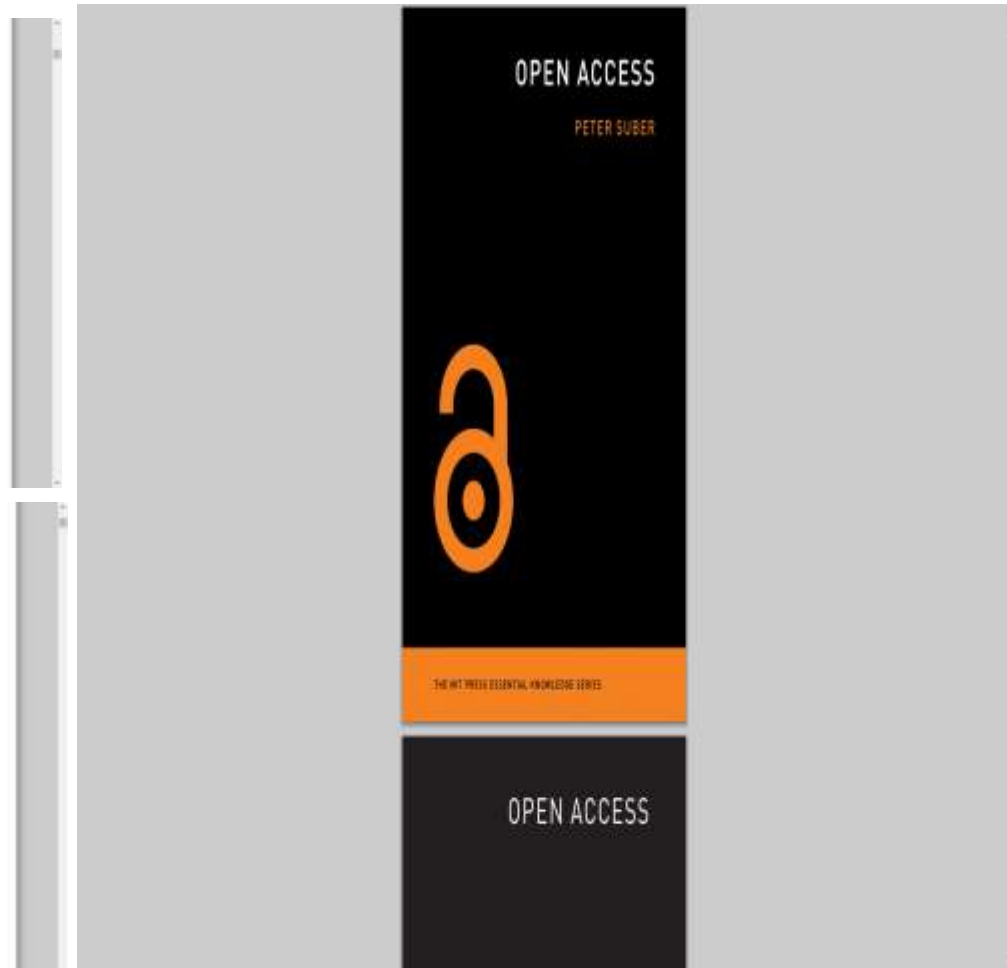 OPEN ACCESS
PETER SUBER
THE MIT PRESS ESSENTIAL KNOWLEDGE SERIES
OPEN ACCESS